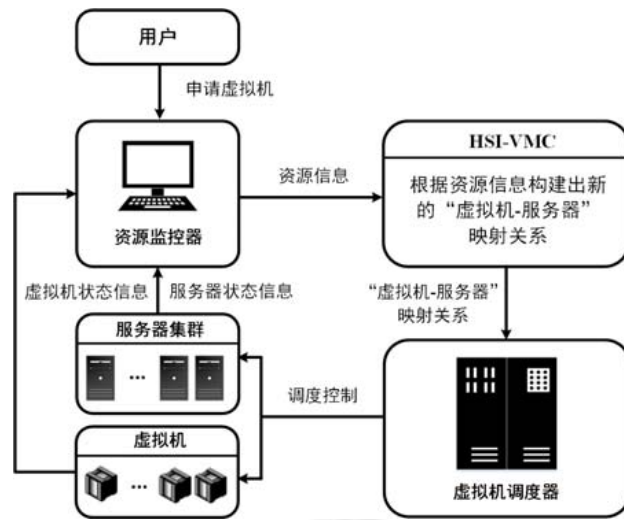 用户
申请虚拟机
HSI-VMC
资源信息
根据资源信息构建出新
的“虚拟机-服务器”
映射关系
资源监控器
虚拟机状态信息
服务器状态信息
“虚拟机-服务器”
映射关系
服务器集群
...
调度控制
虚拟机
...
虚拟机调度器